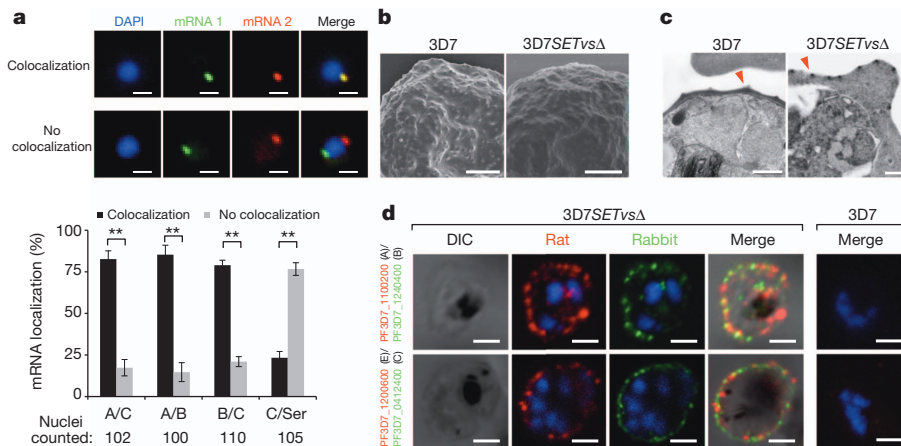 a
DAPI mRNA 1 mRNA 2 Merge
Colocalization
No colocalization
Colocalization No colocalization
** ** ** **
mRNA localization (%)
100
75
50
25
0
A/C A/B B/C C/Ser
Nuclei counted: 102 100 110 105
b
3D7 3D7SETvsΔ
c
3D7 3D7SETvsΔ
d
3D7SETvsΔ 3D7
DIC Rat Rabbit Merge Merge
PF3D7_1100200 (A)/
PF3D7_1240400 (B)
PF3D7_1200600 (E)/
PF3D7_0412400 (C)